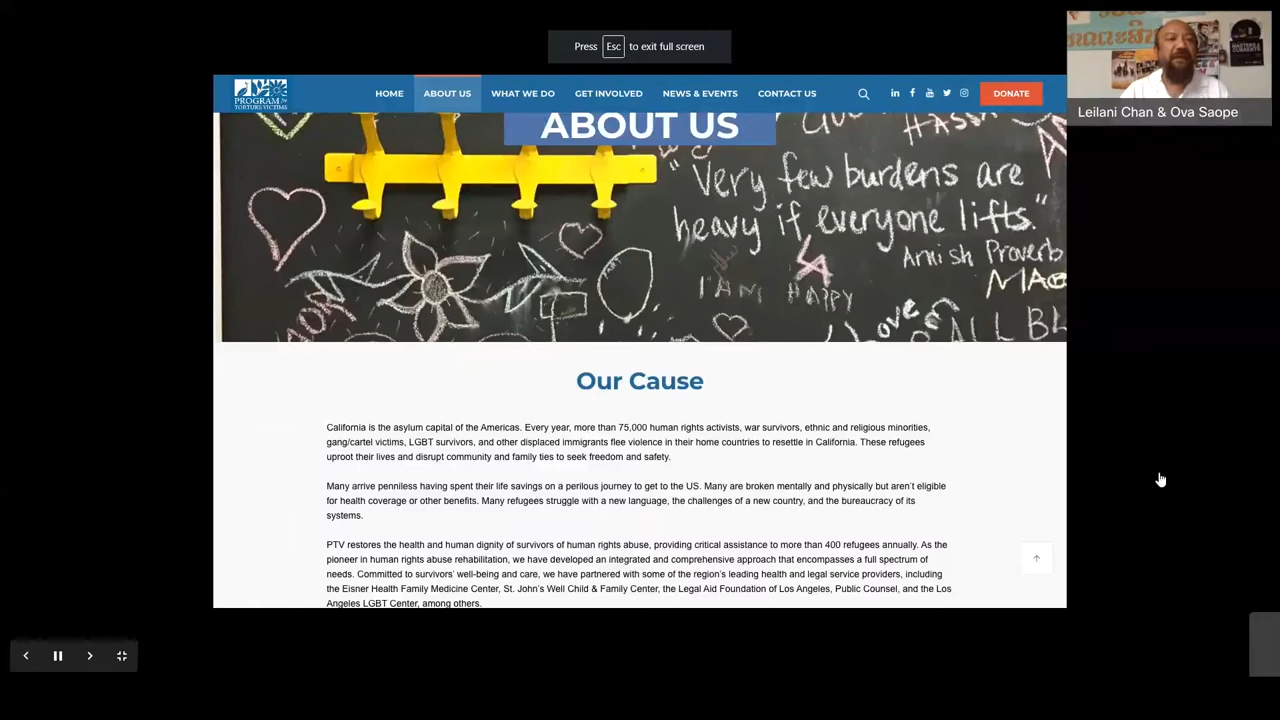 Press Esc to exit full screen
PROGRAM for
TORTURE VICTIMS
HOME ABOUT US WHAT WE DO GET INVOLVED NEWS & EVENTS CONTACT US
DONATE
MASTERS
CURRENTS
Leilani Chan & Ova Saope
ABOUT US
"Very few burdens are
heavy if everyone lifts."
Amish Proverb
I AM HAPPY
MOM
Love
ALL BL
Our Cause
California is the asylum capital of the Americas. Every year, more than 75,000 human rights activists, war survivors, ethnic and religious minorities,
gang/cartel victims, LGBT survivors, and other displaced immigrants flee violence in their home countries to resettle in California. These refugees
uproot their lives and disrupt community and family ties to seek freedom and safety.
Many arrive penniless having spent their life savings on a perilous journey to get to the US. Many are broken mentally and physically but aren't eligible
for health coverage or other benefits. Many refugees struggle with a new language, the challenges of a new country, and the bureaucracy of its
systems.
PTV restores the health and human dignity of survivors of human rights abuse, providing critical assistance to more than 400 refugees annually. As the
pioneer in human rights abuse rehabilitation, we have developed an integrated and comprehensive approach that encompasses a full spectrum of
needs. Committed to survivors' well-being and care, we have partnered with some of the region's leading health and legal service providers, including
the Eisner Health Family Medicine Center, St. John's Well Child & Family Center, the Legal Aid Foundation of Los Angeles, Public Counsel, and the Los
Angeles LGBT Center, among others.